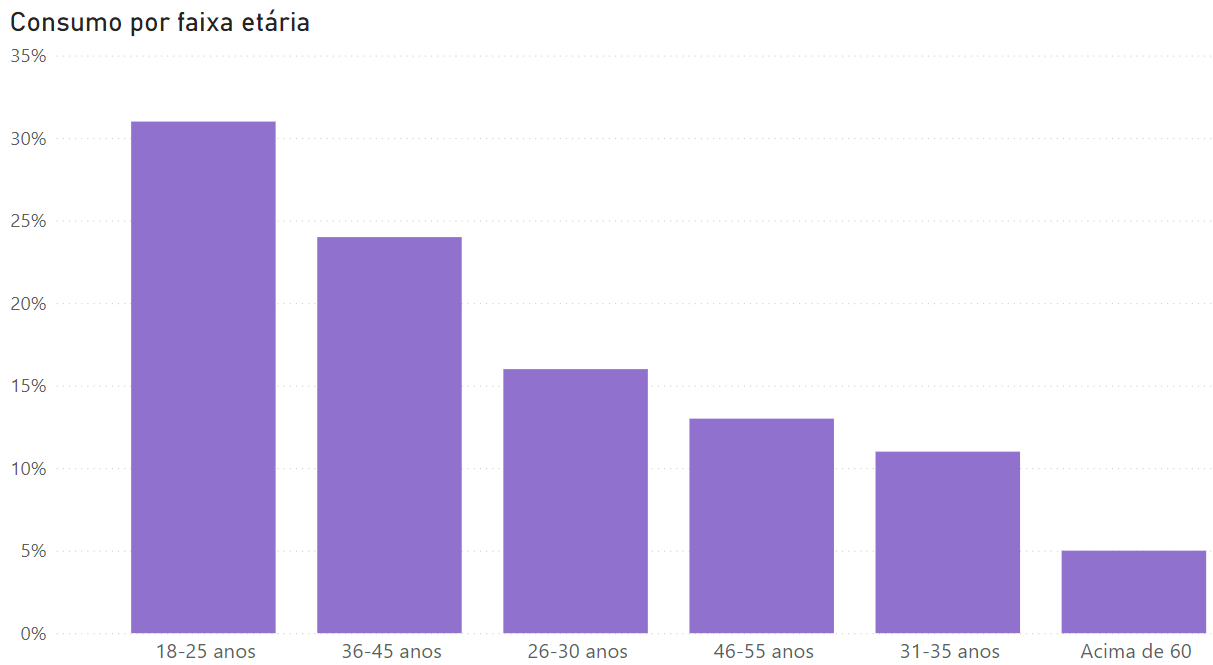 Consumo por faixa etária
35%
30%
25%
20%
15%
10%
5%
0%
18-25 anos
36-45 anos
26-30 anos
46-55 anos
31-35 anos
Acima de 60